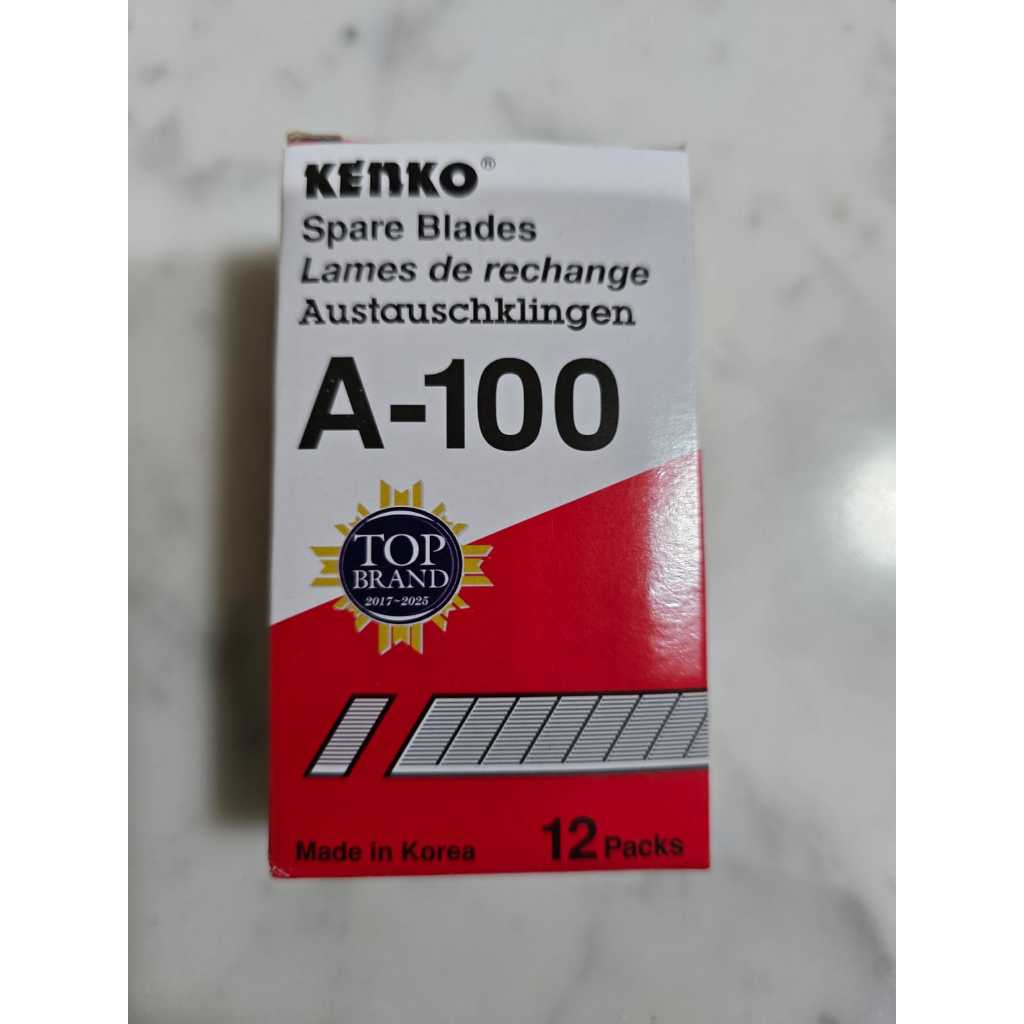 KENKO®
Spare Blades
Lames de rechange
Austauschklingen
A-100
TOP
BRAND
2017~2025
Made in Korea
12 Packs